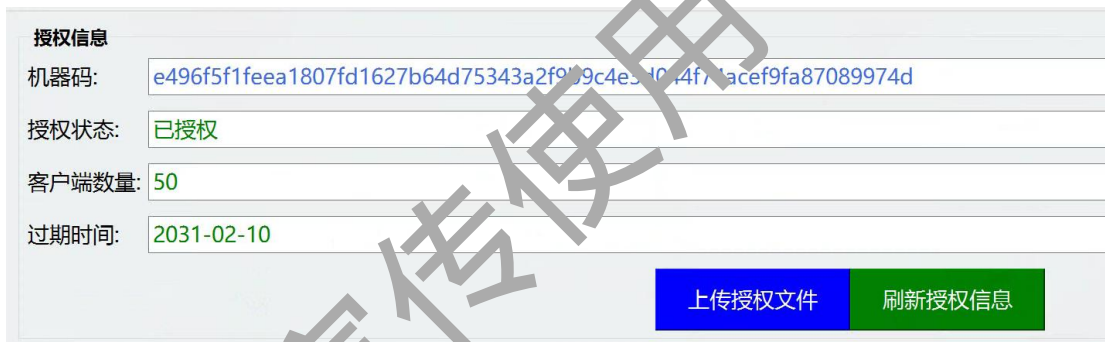 授权信息
机器码:
授权状态: 已授权
客户端数量: 50
过期时间: 2031-02-10
上传授权文件 刷新授权信息
宣传使用